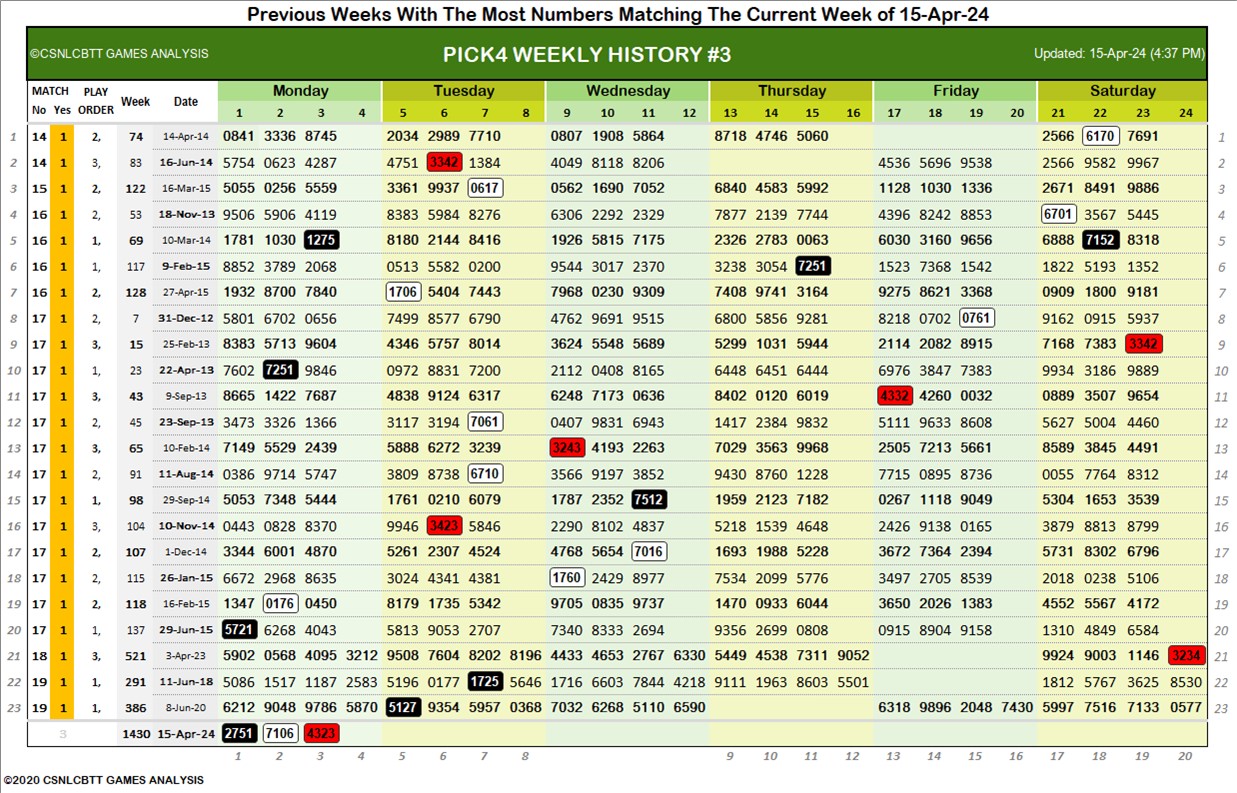 Previous Weeks With The Most Numbers Matching The Current Week of 15-Apr-24
©CSNLCBTT GAMES ANALYSIS PICK4 WEEKLY HISTORY #3 Updated: 15-Apr-24 (4:37 PM)
MATCH PLAY Week Date Monday Tuesday Wednesday Thursday Friday Saturday
No Yes ORDER 1 2 3 4 5 6 7 8 9 10 11 12 13 14 15 16 17 18 19 20 21 22 23 24
1 14 1 2, 74 14-Apr-14 0841 3336 8745 2034 2989 7710 0807 1908 5864 8718 4746 5060 2566 6170 7691 1
2 14 1 3, 83 16-Jun-14 5754 0623 4287 4751 3342 1384 4049 8118 8206 4536 5696 9538 2566 9582 9967 2
3 15 1 2, 122 16-Mar-15 5055 0256 5559 3361 9937 0617 0562 1690 7052 6840 4583 5992 1128 1030 1336 2671 8491 9886 3
4 16 1 2, 53 18-Nov-13 9506 5906 4119 8383 5984 8276 6306 2292 2329 7877 2139 7744 4396 8242 8853 6701 3567 5445 4
5 16 1 1, 69 10-Mar-14 1781 1030 1275 8180 2144 8416 1926 5815 7175 2326 2783 0063 6030 3160 9656 6888 7152 8318 5
6 16 1 1, 117 9-Feb-15 8852 3789 2068 0513 5582 0200 9544 3017 2370 3238 3054 7251 1523 7368 1542 1822 5193 1352 6
7 16 1 2, 128 27-Apr-15 1932 8700 7840 1706 5404 7443 7968 0230 9309 7408 9741 3164 9275 8621 3368 0909 1800 9181 7
8 17 1 2, 7 31-Dec-12 5801 6702 0656 7499 8577 6790 4762 9691 9515 6800 5856 9281 8218 0702 0761 9162 0915 5937 8
9 17 1 3, 15 25-Feb-13 8383 5713 9604 4346 5757 8014 3624 5548 5689 5299 1031 5944 2114 2082 8915 7168 7383 3342 9
10 17 1 1, 23 22-Apr-13 7602 7251 9846 0972 8831 7200 2112 0408 8165 6448 6451 6444 6976 3847 7383 9934 3186 9889 10
11 17 1 3, 43 9-Sep-13 8665 1422 7687 4838 9124 6317 6248 7173 0636 8402 0120 6019 4332 4260 0032 0889 3507 9654 11
12 17 1 2, 45 23-Sep-13 3473 3326 1366 3117 3194 7061 0407 9831 6943 1417 2384 9832 5111 9633 8608 5627 5004 4460 12
13 17 1 3, 65 10-Feb-14 7149 5529 2439 5888 6272 3239 3243 4193 2263 7029 3563 9968 2505 7213 5661 8589 3845 4491 13
14 17 1 2, 91 11-Aug-14 0386 9714 5747 3809 8738 6710 3566 9197 3852 9430 8760 1228 7715 0895 8736 0055 7764 8312 14
15 17 1 1, 98 29-Sep-14 5053 7348 5444 1761 0210 6079 1787 2352 7512 1959 2123 7182 0267 1118 9049 5304 1653 3539 15
16 17 1 3, 104 10-Nov-14 0443 0828 8370 9946 3423 5846 2290 8102 4837 5218 1539 4648 2426 9138 0165 3879 8813 8799 16
17 17 1 2, 107 1-Dec-14 3344 6001 4870 5261 2307 4524 4768 5654 7016 1693 1988 5228 3672 7364 2394 5731 8302 6796 17
18 17 1 2, 115 26-Jan-15 6672 2968 8635 3024 4341 4381 1760 2429 8977 7534 2099 5776 3497 2705 8539 2018 0238 5106 18
19 17 1 2, 118 16-Feb-15 1347 0176 0450 8179 1735 5342 9705 0835 9737 1470 0933 6044 3650 2026 1383 4552 5567 4172 19
20 17 1 1, 137 29-Jun-15 5721 6268 4043 5813 9053 2707 7340 8333 2694 9356 2699 0808 0915 8904 9158 1310 4849 6584 20
21 18 1 3, 521 3-Apr-23 5902 0568 4095 3212 9508 7604 8202 8196 4433 4653 2767 6330 5449 4538 7311 9052 9924 9003 1146 3234 21
22 19 1 1, 291 11-Jun-18 5086 1517 1187 2583 5196 0177 1725 5646 1716 6603 7844 4218 9111 1963 8603 5501 1812 5767 3625 8530 22
23 19 1 1, 386 8-Jun-20 6212 9048 9786 5870 5127 9354 5957 0368 7032 6268 5110 6590 6318 9896 2048 7430 5997 7516 7133 0577 23
3 1430 15-Apr-24 2751 7106 4323
1 2 3 4 5 6 7 8 9 10 11 12 13 14 15 16 17 18 19 20
©2020 CSNLCBTT GAMES ANALYSIS